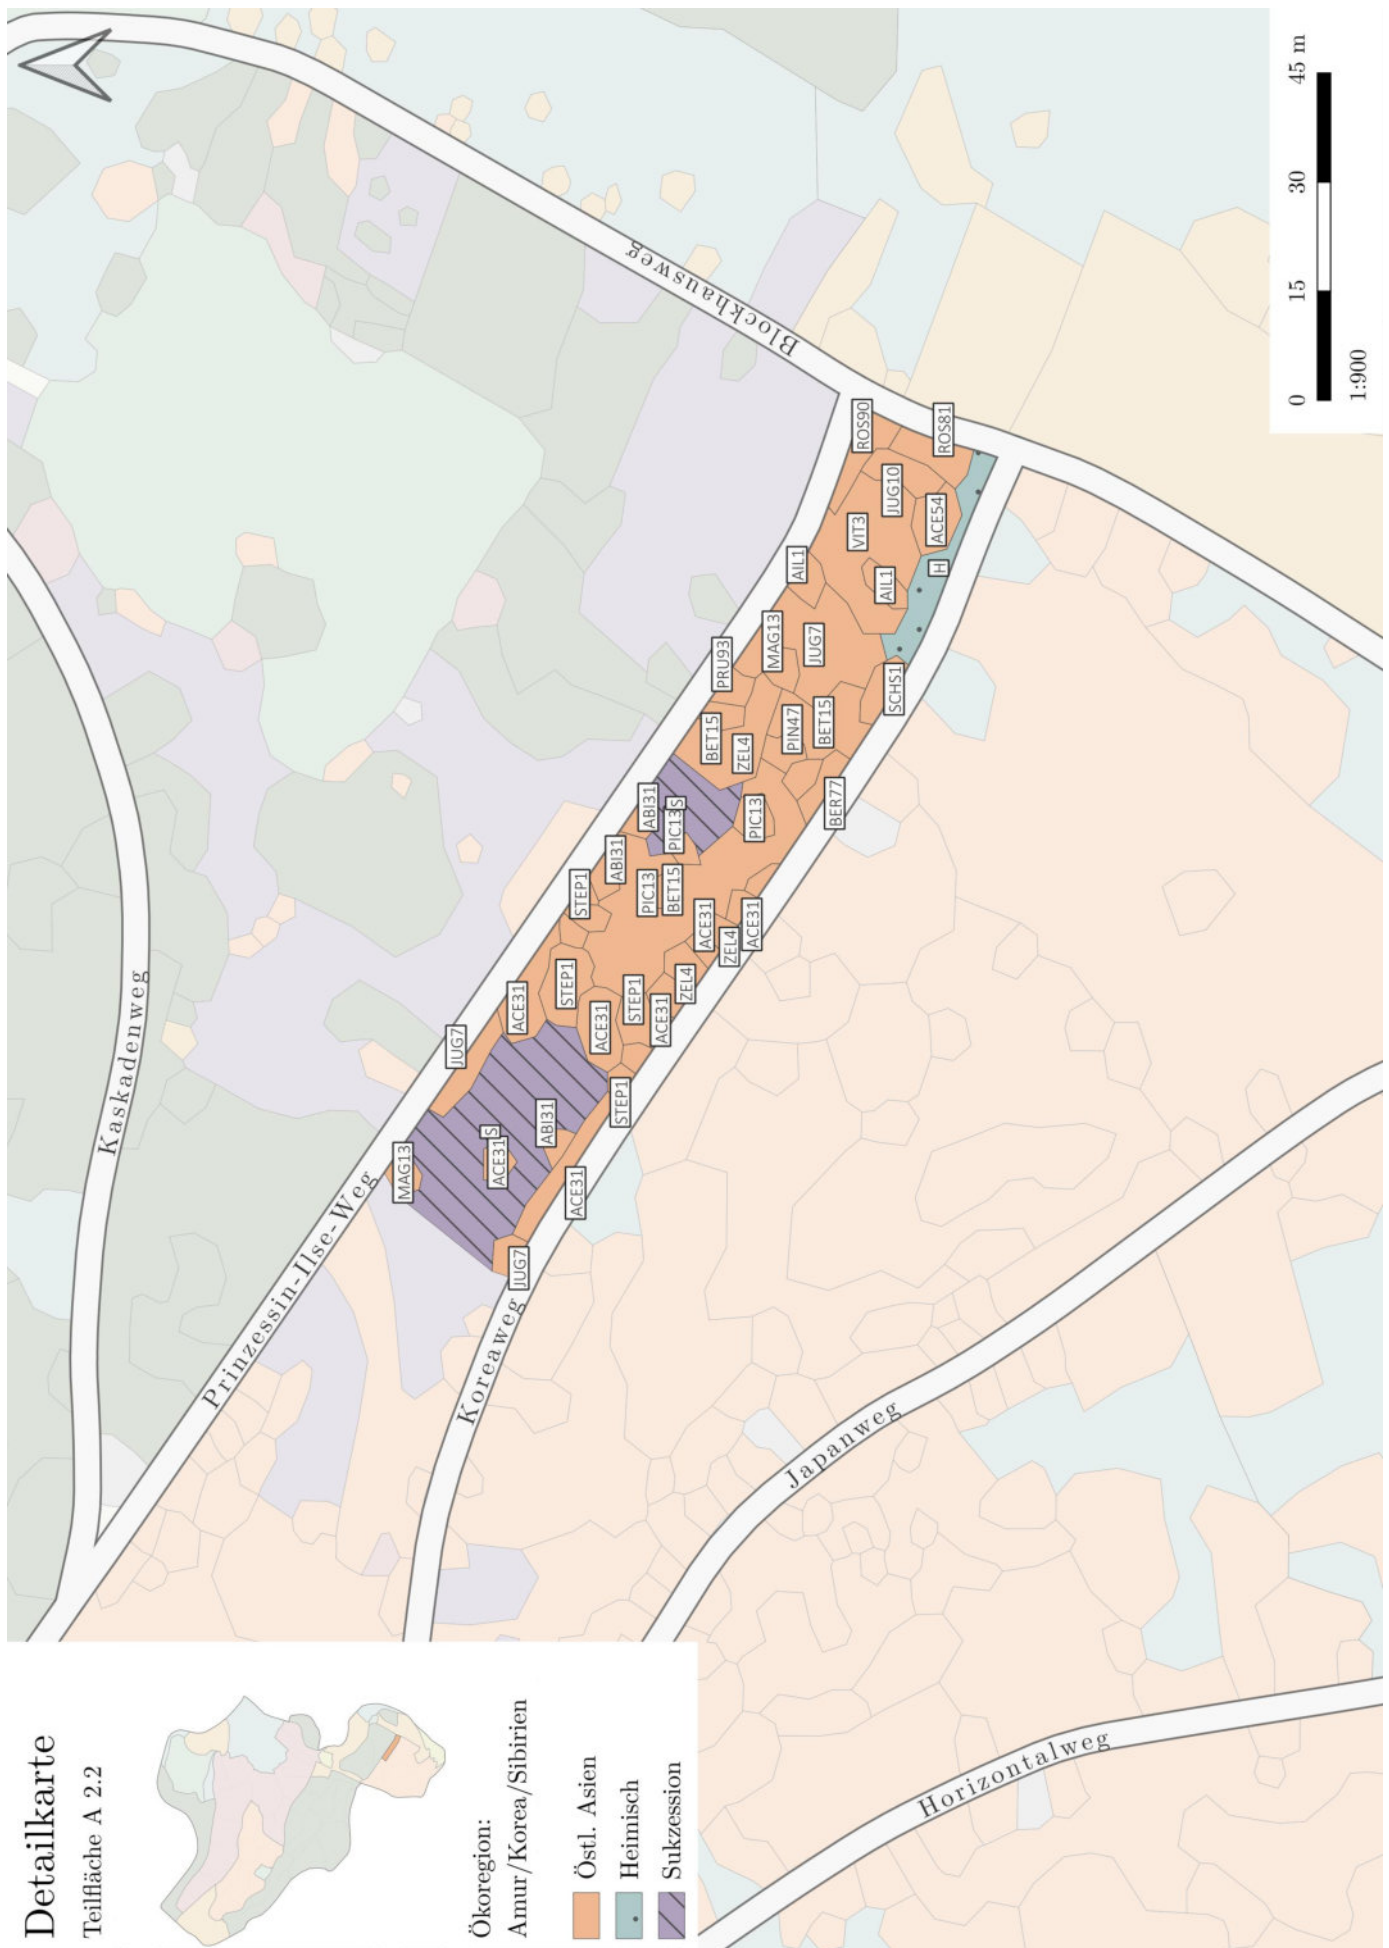 Detailkarte
Teilfläche A 2.2
Ökoregion:
Amur/Korea/Sibirien
Östl. Asien
Heimisch
Sukzession
Kaskadenweg
Prinzessin-Ilse-Weg
Koreaweg
Japanweg
Horizontalweg
Blockhausweg
MAG13
JUG7
ACE31
S
ABI31
JUG7
ACE31
STEP1
ACE31
STEP1
ACE31
STEP1
ACE31
ZEL4
STEP1
ABI31
PIC13
BET15
ACE31
ZEL4
ACE31
ABI31
S
PIC13
PIC13
BET15
ZEL4
PIN47
BET15
BER77
PRU93
MAG13
JUG7
SCHS1
AIL1
AIL1
VIT3
JUG10
ACE54
H
ROS90
ROS81
0 15 30 45 m
1:900